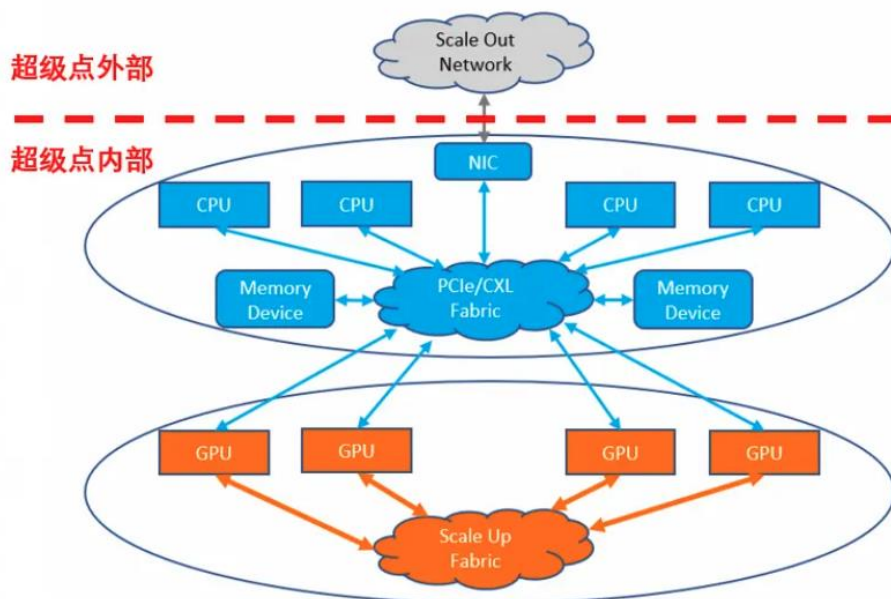 Scale Out
Network
超级点外部
超级点内部
NIC
CPU
CPU
CPU
CPU
Memory
Device
PCIe/CXL
Fabric
Memory
Device
GPU
GPU
GPU
GPU
Scale Up
Fabric